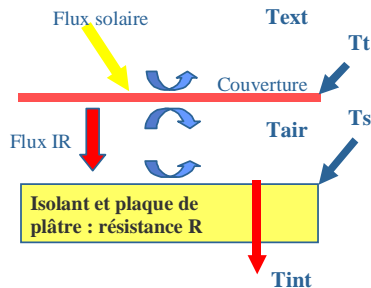 Flux solaire
Text
Tt
Couverture
Flux IR
Tair
Ts
Isolant et plaque de
plâtre : résistance R
Tint